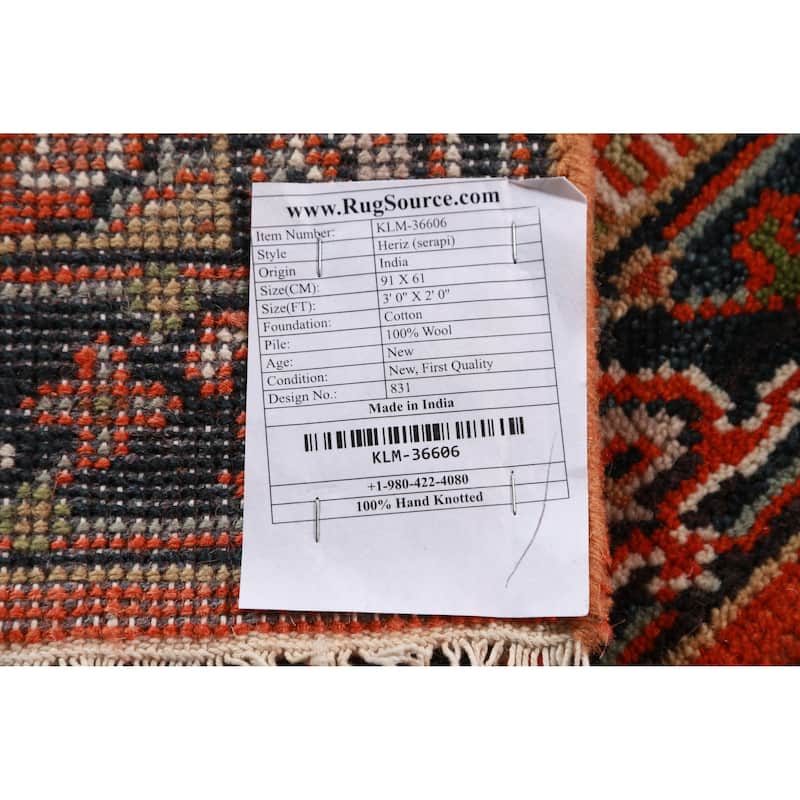 www.RugSource.com
Item Number: KLM-36606
Style Heriz (serapi)
Origin India
Size(CM): 91 X 61
Size(FT): 3' 0" X 2' 0"
Foundation: Cotton
Pile: 100% Wool
Age: New
Condition: New, First Quality
Design No.: 831
Made in India
KLM-36606
+1-980-422-4080
100% Hand Knotted